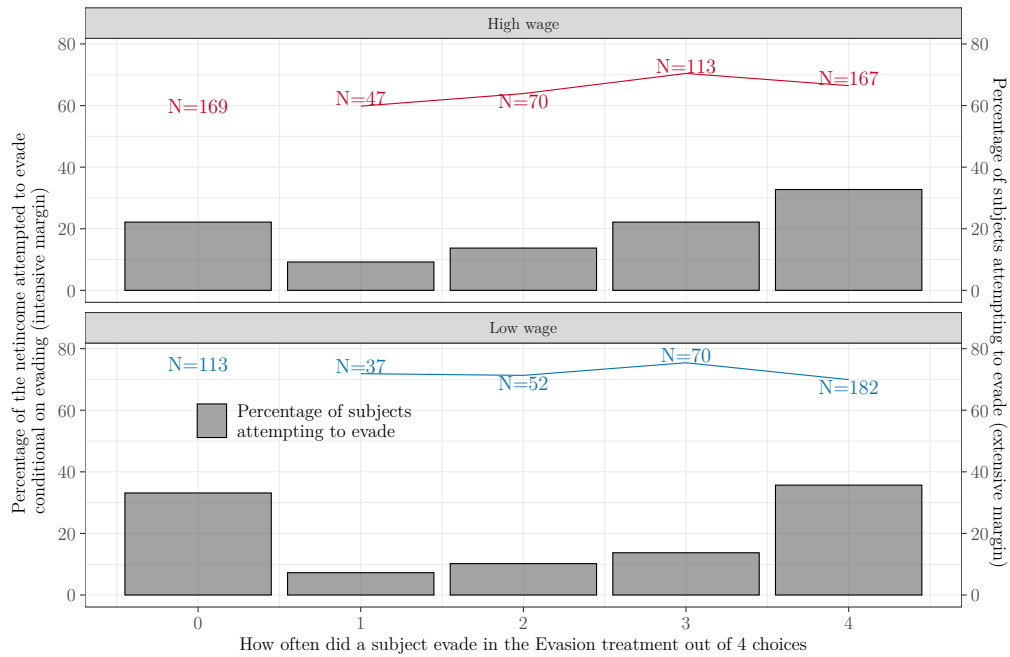 High wage
80
60
40
20
0
80
60
40
20
0
N=169
N=47
N=70
N=113
N=167
Low wage
80
60
40
20
0
80
60
40
20
0
N=113
N=37
N=52
N=70
N=182
Percentage of subjects
attempting to evade
0 1 2 3 4
How often did a subject evade in the Evasion treatment out of 4 choices
Percentage of the netincome attempted to evade
conditional on evading (intensive margin)
Percentage of subjects attempting to evade (extensive margin)